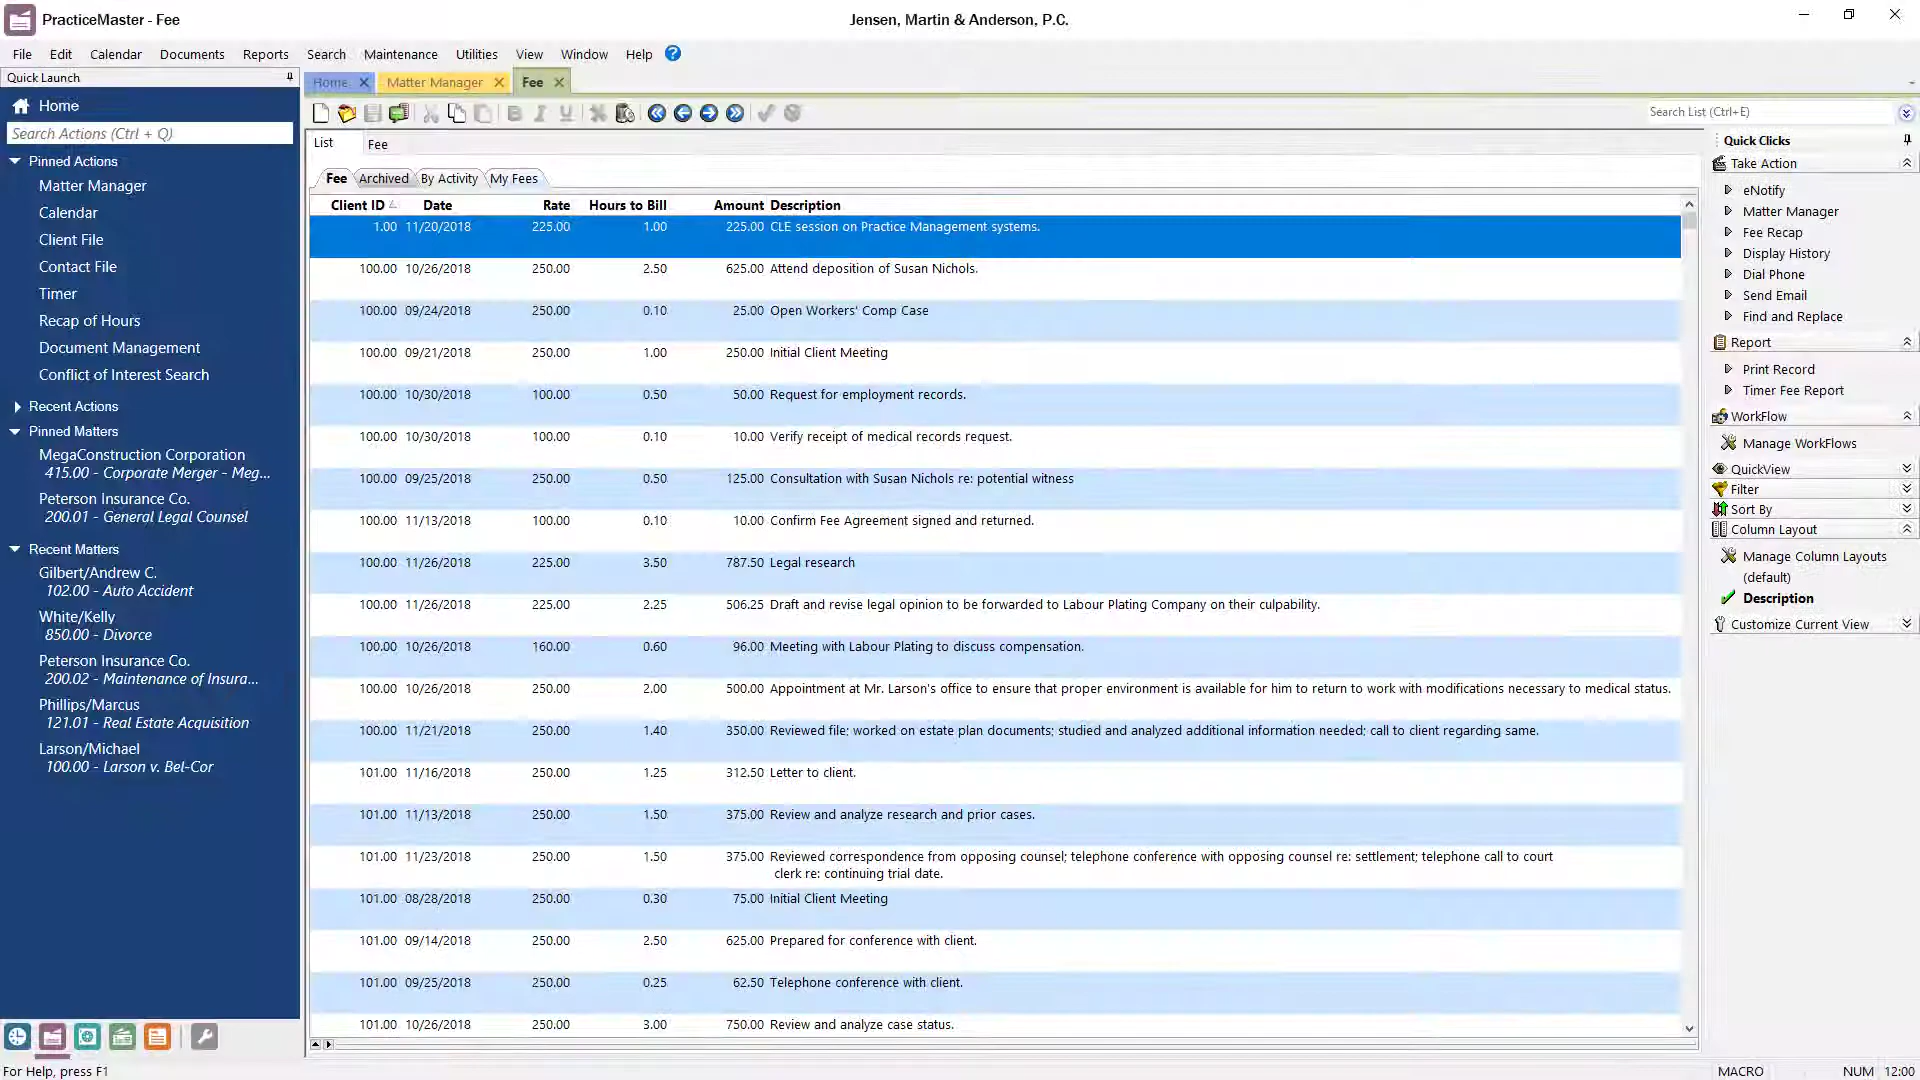 PracticeMaster - Fee
Jensen, Martin & Anderson, P.C.
File Edit Calendar Documents Reports Search Maintenance Utilities View Window Help
Quick Launch
Home
Search Actions (Ctrl + Q)
Pinned Actions
Matter Manager
Calendar
Client File
Contact File
Timer
Recap of Hours
Document Management
Conflict of Interest Search
Recent Actions
Pinned Matters
MegaConstruction Corporation
415.00 - Corporate Merger - Meg...
Peterson Insurance Co.
200.01 - General Legal Counsel
Recent Matters
Gilbert/Andrew C.
102.00 - Auto Accident
White/Kelly
850.00 - Divorce
Peterson Insurance Co.
200.02 - Maintenance of Insura...
Phillips/Marcus
121.01 - Real Estate Acquisition
Larson/Michael
100.00 - Larson v. Bel-Cor
Home Matter Manager Fee
Search List (Ctrl+E)
List Fee
Fee Archived By Activity My Fees
Client ID Date Rate Hours to Bill Amount Description
1.00 11/20/2018 225.00 1.00 225.00 CLE session on Practice Management systems.
100.00 10/26/2018 250.00 2.50 625.00 Attend deposition of Susan Nichols.
100.00 09/24/2018 250.00 0.10 25.00 Open Workers' Comp Case
100.00 09/21/2018 250.00 1.00 250.00 Initial Client Meeting
100.00 10/30/2018 100.00 0.50 50.00 Request for employment records.
100.00 10/30/2018 100.00 0.10 10.00 Verify receipt of medical records request.
100.00 09/25/2018 250.00 0.50 125.00 Consultation with Susan Nichols re: potential witness
100.00 11/13/2018 100.00 0.10 10.00 Confirm Fee Agreement signed and returned.
100.00 11/26/2018 225.00 3.50 787.50 Legal research
100.00 11/26/2018 225.00 2.25 506.25 Draft and revise legal opinion to be forwarded to Labour Plating Company on their culpability.
100.00 10/26/2018 160.00 0.60 96.00 Meeting with Labour Plating to discuss compensation.
100.00 10/26/2018 250.00 2.00 500.00 Appointment at Mr. Larson's office to ensure that proper environment is available for him to return to work with modifications necessary to medical status.
100.00 11/21/2018 250.00 1.40 350.00 Reviewed file; worked on estate plan documents; studied and analyzed additional information needed; call to client regarding same.
101.00 11/16/2018 250.00 1.25 312.50 Letter to client.
101.00 11/13/2018 250.00 1.50 375.00 Review and analyze research and prior cases.
101.00 11/23/2018 250.00 1.50 375.00 Reviewed correspondence from opposing counsel; telephone conference with opposing counsel re: settlement; telephone call to court
clerk re: continuing trial date.
101.00 08/28/2018 250.00 0.30 75.00 Initial Client Meeting
101.00 09/14/2018 250.00 2.50 625.00 Prepared for conference with client.
101.00 09/25/2018 250.00 0.25 62.50 Telephone conference with client.
101.00 10/26/2018 250.00 3.00 750.00 Review and analyze case status.
Quick Clicks
Take Action
eNotify
Matter Manager
Fee Recap
Display History
Dial Phone
Send Email
Find and Replace
Report
Print Record
Timer Fee Report
WorkFlow
Manage WorkFlows
QuickView
Filter
Sort By
Column Layout
Manage Column Layouts
(default)
Description
Customize Current View
For Help, press F1
MACRO NUM 12:00